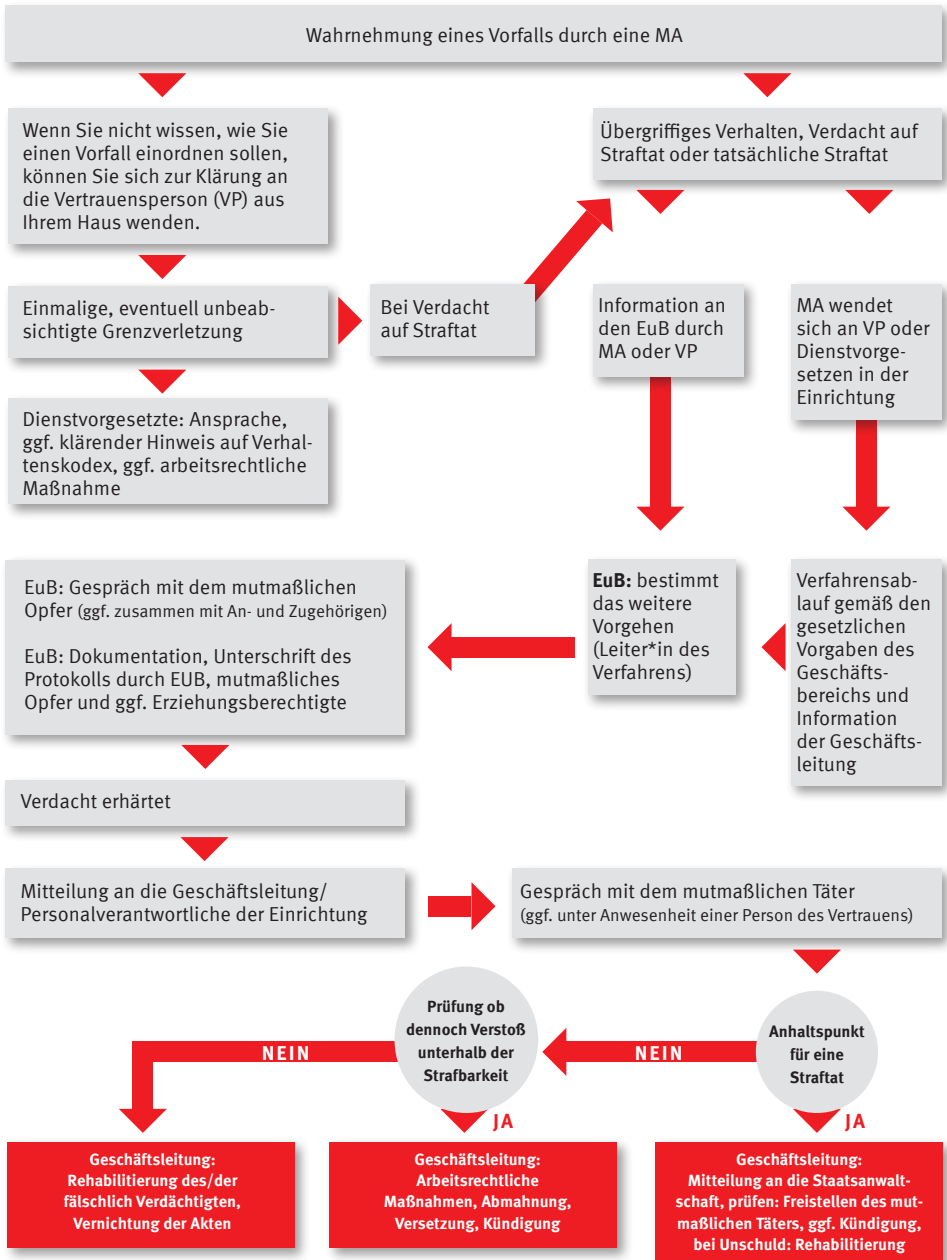 Wahrnehmung eines Vorfalls durch eine MA
Wenn Sie nicht wissen, wie Sie
einen Vorfall einordnen sollen,
können Sie sich zur Klärung an
die Vertrauensperson (VP) aus
Ihrem Haus wenden.
Übergriffiges Verhalten, Verdacht auf
Straftat oder tatsächliche Straftat
Einmalige, eventuell unbeab-
sichtigte Grenzverletzung
Bei Verdacht
auf Straftat
Information an
den EuB durch
MA oder VP
MA wendet
sich an VP oder
Dienstvorge-
setzen in der
Einrichtung
Dienstvorgesetzte: Ansprache,
ggf. klärender Hinweis auf Verhal-
tenskodex, ggf. arbeitsrechtliche
Maßnahme
EuB: Gespräch mit dem mutmaßlichen
Opfer (ggf. zusammen mit An- und Zugehörigen)
EuB: Dokumentation, Unterschrift des
Protokolls durch EUB, mutmaßliches
Opfer und ggf. Erziehungsberechtigte
EuB: bestimmt
das weitere
Vorgehen
(Leiter*in des
Verfahrens)
Verfahrensab-
lauf gemäß den
gesetzlichen
Vorgaben des
Geschäfts-
bereichs und
Information
der Geschäfts-
leitung
Verdacht erhärtet
Mitteilung an die Geschäftsleitung/
Personalverantwortliche der Einrichtung
Gespräch mit dem mutmaßlichen Täter
(ggf. unter Anwesenheit einer Person des Vertrauens)
Prüfung ob
dennoch Verstoß
unterhalb der
Strafbarkeit
Anhaltspunkt
für eine
Straftat
NEIN
NEIN
JA
JA
Geschäftsleitung:
Rehabilitierung des/der
fälschlich Verdächtigten,
Vernichtung der Akten
Geschäftsleitung:
Arbeitsrechtliche
Maßnahmen, Abmahnung,
Versetzung, Kündigung
Geschäftsleitung:
Mitteilung an die Staatsanwalt-
schaft, prüfen: Freistellen des mut-
maßlichen Täters, ggf. Kündigung,
bei Unschuld: Rehabilitierung